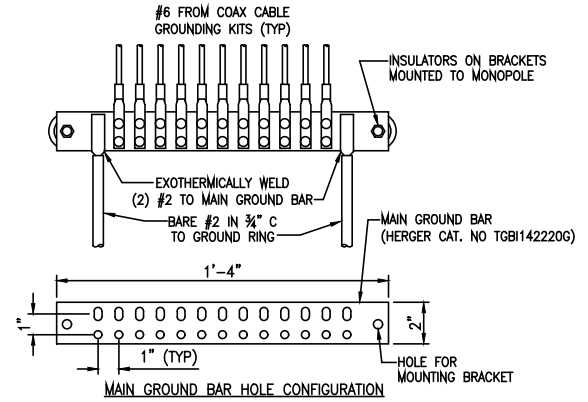 #6 FROM COAX CABLE
GROUNDING KITS (TYP)
INSULATORS ON BRACKETS
MOUNTED TO MONOPOLE
EXOTHERMICALLY WELD
(2) #2 TO MAIN GROUND BAR
BARE #2 IN ¾" C
TO GROUND RING
MAIN GROUND BAR
(HERGER CAT. NO TGBI142220G)
1'-4"
1"
2"
1" (TYP)
HOLE FOR
MOUNTING BRACKET
MAIN GROUND BAR HOLE CONFIGURATION